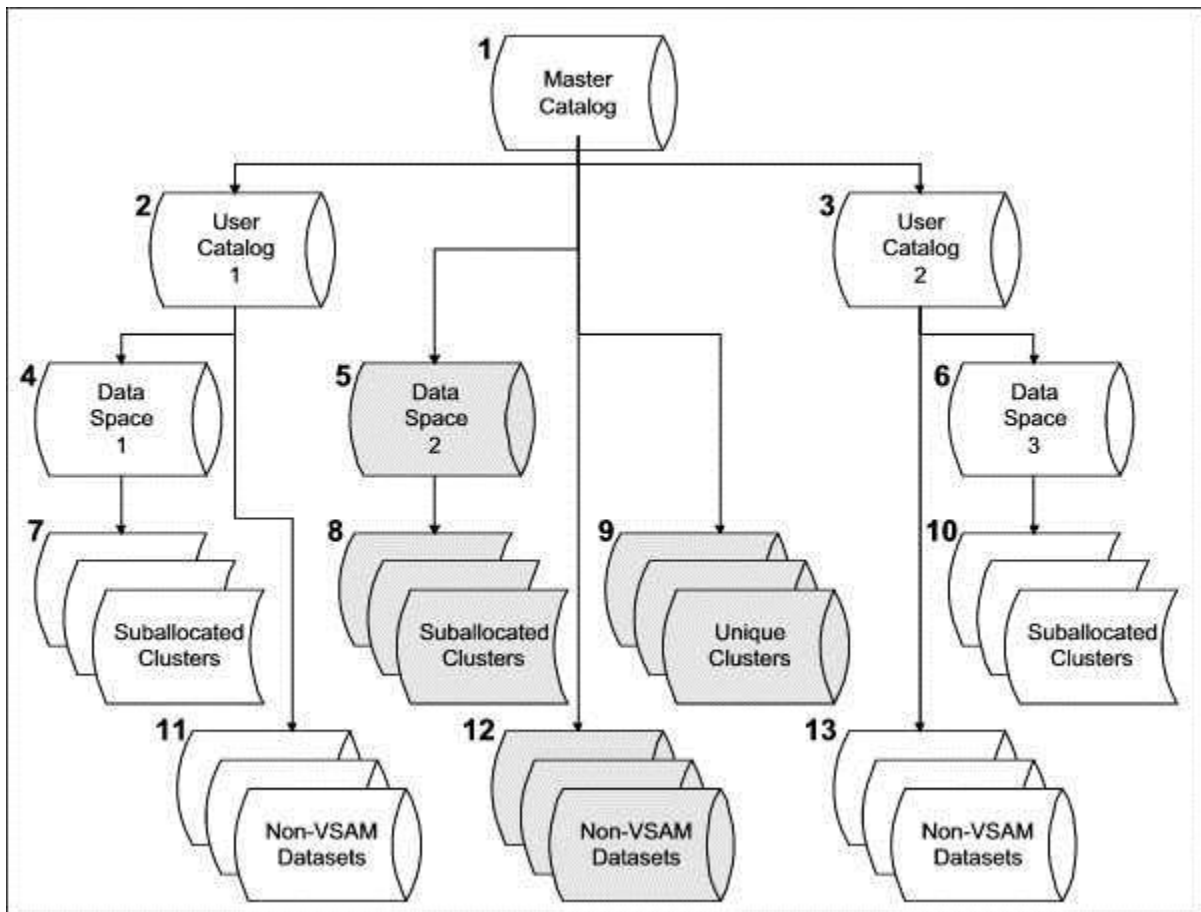 1
Master
Catalog
2
User
Catalog
1
3
User
Catalog
2
4
Data
Space
1
5
Data
Space
2
6
Data
Space
3
7
Suballocated
Clusters
8
Suballocated
Clusters
9
Unique
Clusters
10
Suballocated
Clusters
11
Non-VSAM
Datasets
12
Non-VSAM
Datasets
13
Non-VSAM
Datasets